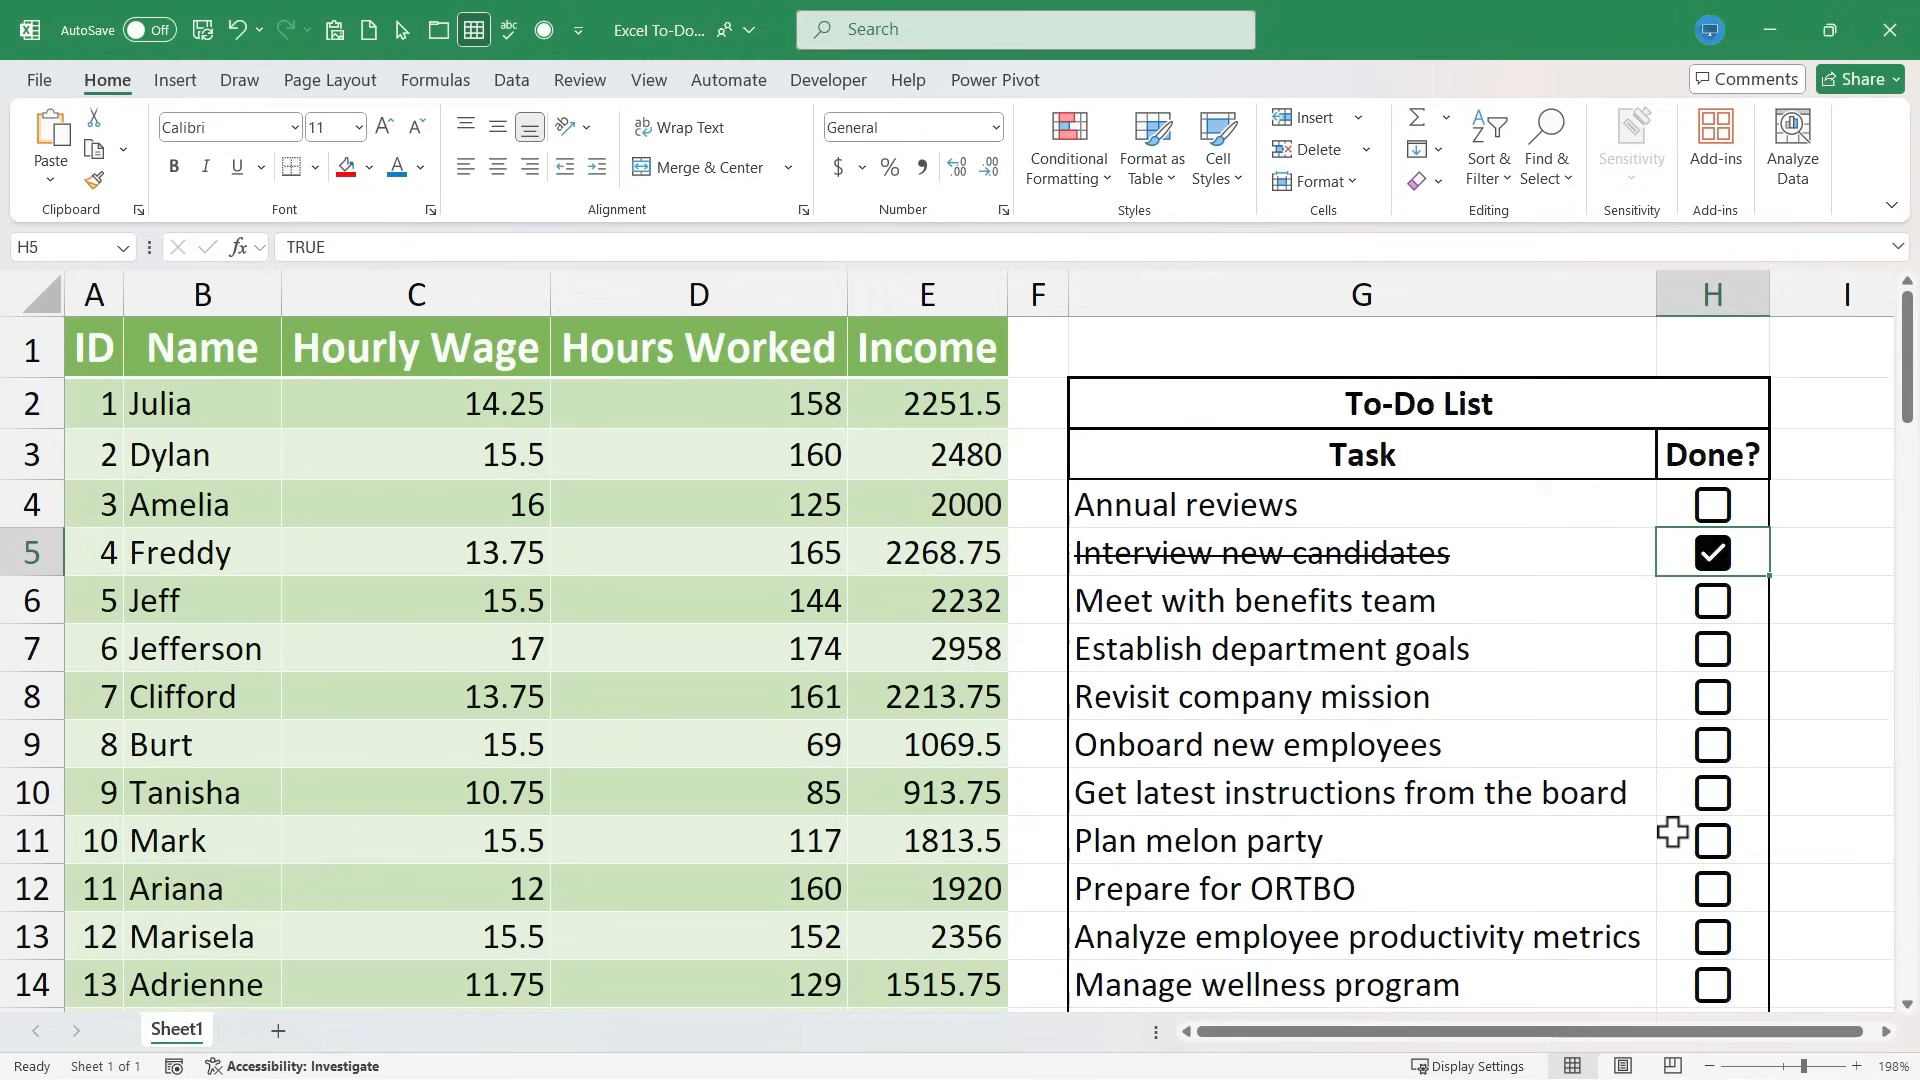 AutoSave Off Excel To-Do... Search
File Home Insert Draw Page Layout Formulas Data Review View Automate Developer Help Power Pivot Comments Share
Paste Calibri 11 Wrap Text General Conditional Formatting Format as Table Cell Styles Insert Sort & Filter Find & Select Sensitivity Add-ins Analyze Data
B I U Merge & Center $ % Delete
Format
Clipboard Font Alignment Number Styles Cells Editing Sensitivity Add-ins
H5 fx TRUE
A B C D E F G H I
1 ID Name Hourly Wage Hours Worked Income
2 1 Julia 14.25 158 2251.5 To-Do List
3 2 Dylan 15.5 160 2480 Task Done?
4 3 Amelia 16 125 2000 Annual reviews
5 4 Freddy 13.75 165 2268.75 Interview new candidates
6 5 Jeff 15.5 144 2232 Meet with benefits team
7 6 Jefferson 17 174 2958 Establish department goals
8 7 Clifford 13.75 161 2213.75 Revisit company mission
9 8 Burt 15.5 69 1069.5 Onboard new employees
10 9 Tanisha 10.75 85 913.75 Get latest instructions from the board
11 10 Mark 15.5 117 1813.5 Plan melon party
12 11 Ariana 12 160 1920 Prepare for ORTBO
13 12 Marisela 15.5 152 2356 Analyze employee productivity metrics
14 13 Adrienne 11.75 129 1515.75 Manage wellness program
Sheet1
Ready Sheet 1 of 1 Accessibility: Investigate Display Settings 198%